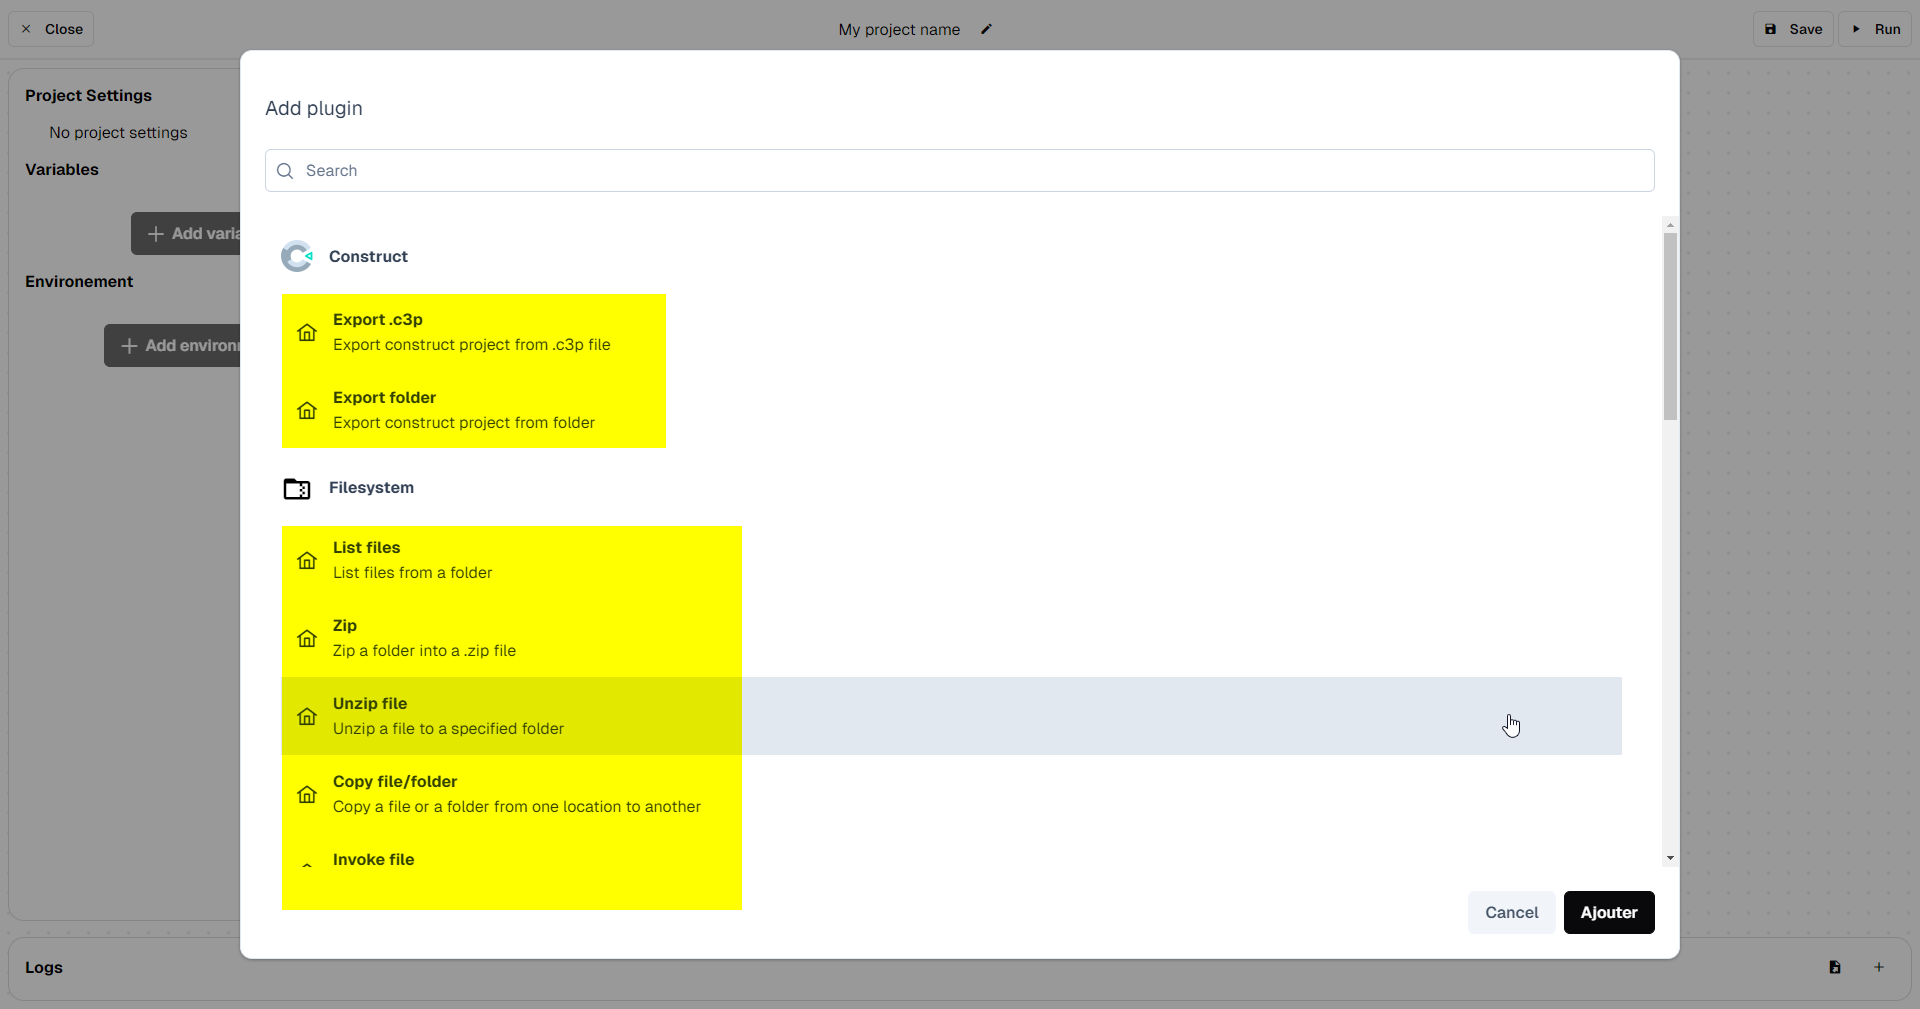 Close
My project name
Save
Run
Project Settings
No project settings
Variables
Add varia
Environement
Add environ
Add plugin
Search
Construct
Export .c3p
Export construct project from .c3p file
Export folder
Export construct project from folder
Filesystem
List files
List files from a folder
Zip
Zip a folder into a .zip file
Unzip file
Unzip a file to a specified folder
Copy file/folder
Copy a file or a folder from one location to another
Invoke file
Cancel
Ajouter
Logs